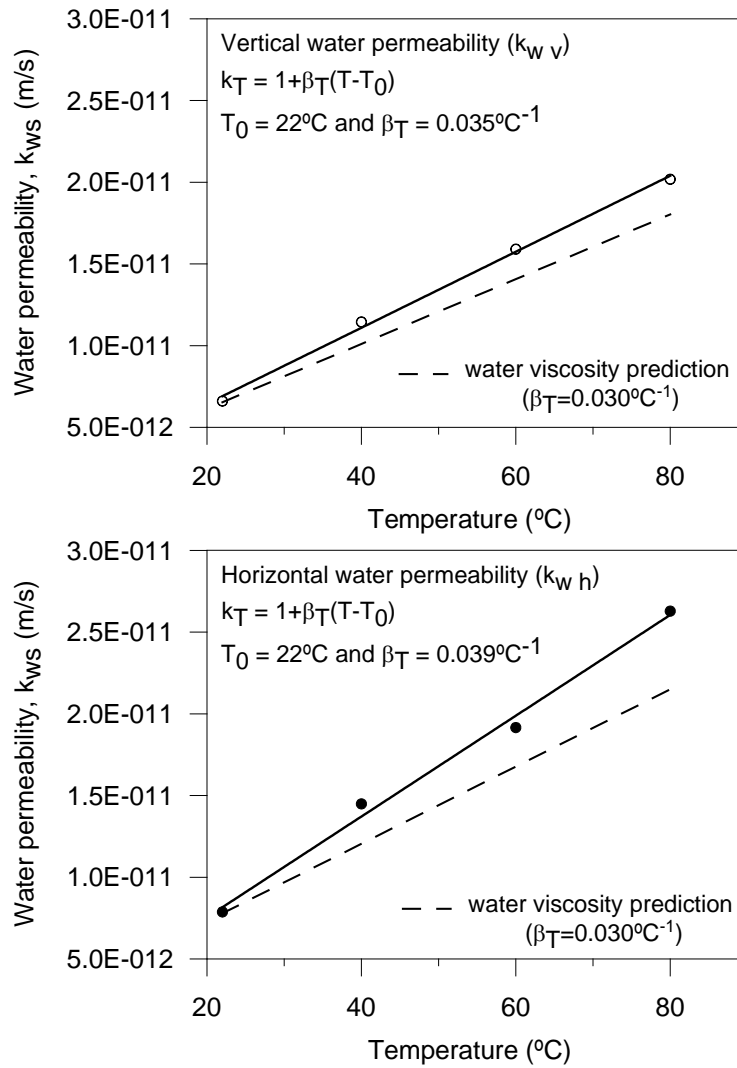 3.0E-011
Vertical water permeability (kw v)
kT = 1+βT(T-T0)
2.5E-011
T0 = 22ºC and βT = 0.035ºC-1
2.0E-011
1.5E-011
1.0E-011
water viscosity prediction
(βT=0.030ºC-1)
5.0E-012
Water permeability, kws (m/s)
20 40 60 80
Temperature (ºC)
3.0E-011
Horizontal water permeability (kw h)
kT = 1+βT(T-T0)
2.5E-011
T0 = 22ºC and βT = 0.039ºC-1
2.0E-011
1.5E-011
1.0E-011
water viscosity prediction
(βT=0.030ºC-1)
5.0E-012
Water permeability, kws (m/s)
20 40 60 80
Temperature (ºC)